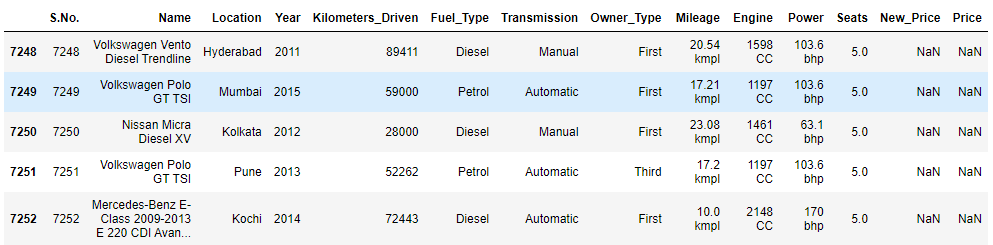 S.No. Name Location Year Kilometers_Driven Fuel_Type Transmission Owner_Type Mileage Engine Power Seats New_Price Price
7248 7248 Volkswagen Vento Diesel Trendline Hyderabad 2011 89411 Diesel Manual First 20.54 kmpl 1598 CC 103.6 bhp 5.0 NaN NaN
7249 7249 Volkswagen Polo GT TSI Mumbai 2015 59000 Petrol Automatic First 17.21 kmpl 1197 CC 103.6 bhp 5.0 NaN NaN
7250 7250 Nissan Micra Diesel XV Kolkata 2012 28000 Diesel Manual First 23.08 kmpl 1461 CC 63.1 bhp 5.0 NaN NaN
7251 7251 Volkswagen Polo GT TSI Pune 2013 52262 Petrol Automatic Third 17.2 kmpl 1197 CC 103.6 bhp 5.0 NaN NaN
7252 7252 Mercedes-Benz E-Class 2009-2013 E 220 CDI Avan... Kochi 2014 72443 Diesel Automatic First 10.0 kmpl 2148 CC 170 bhp 5.0 NaN NaN